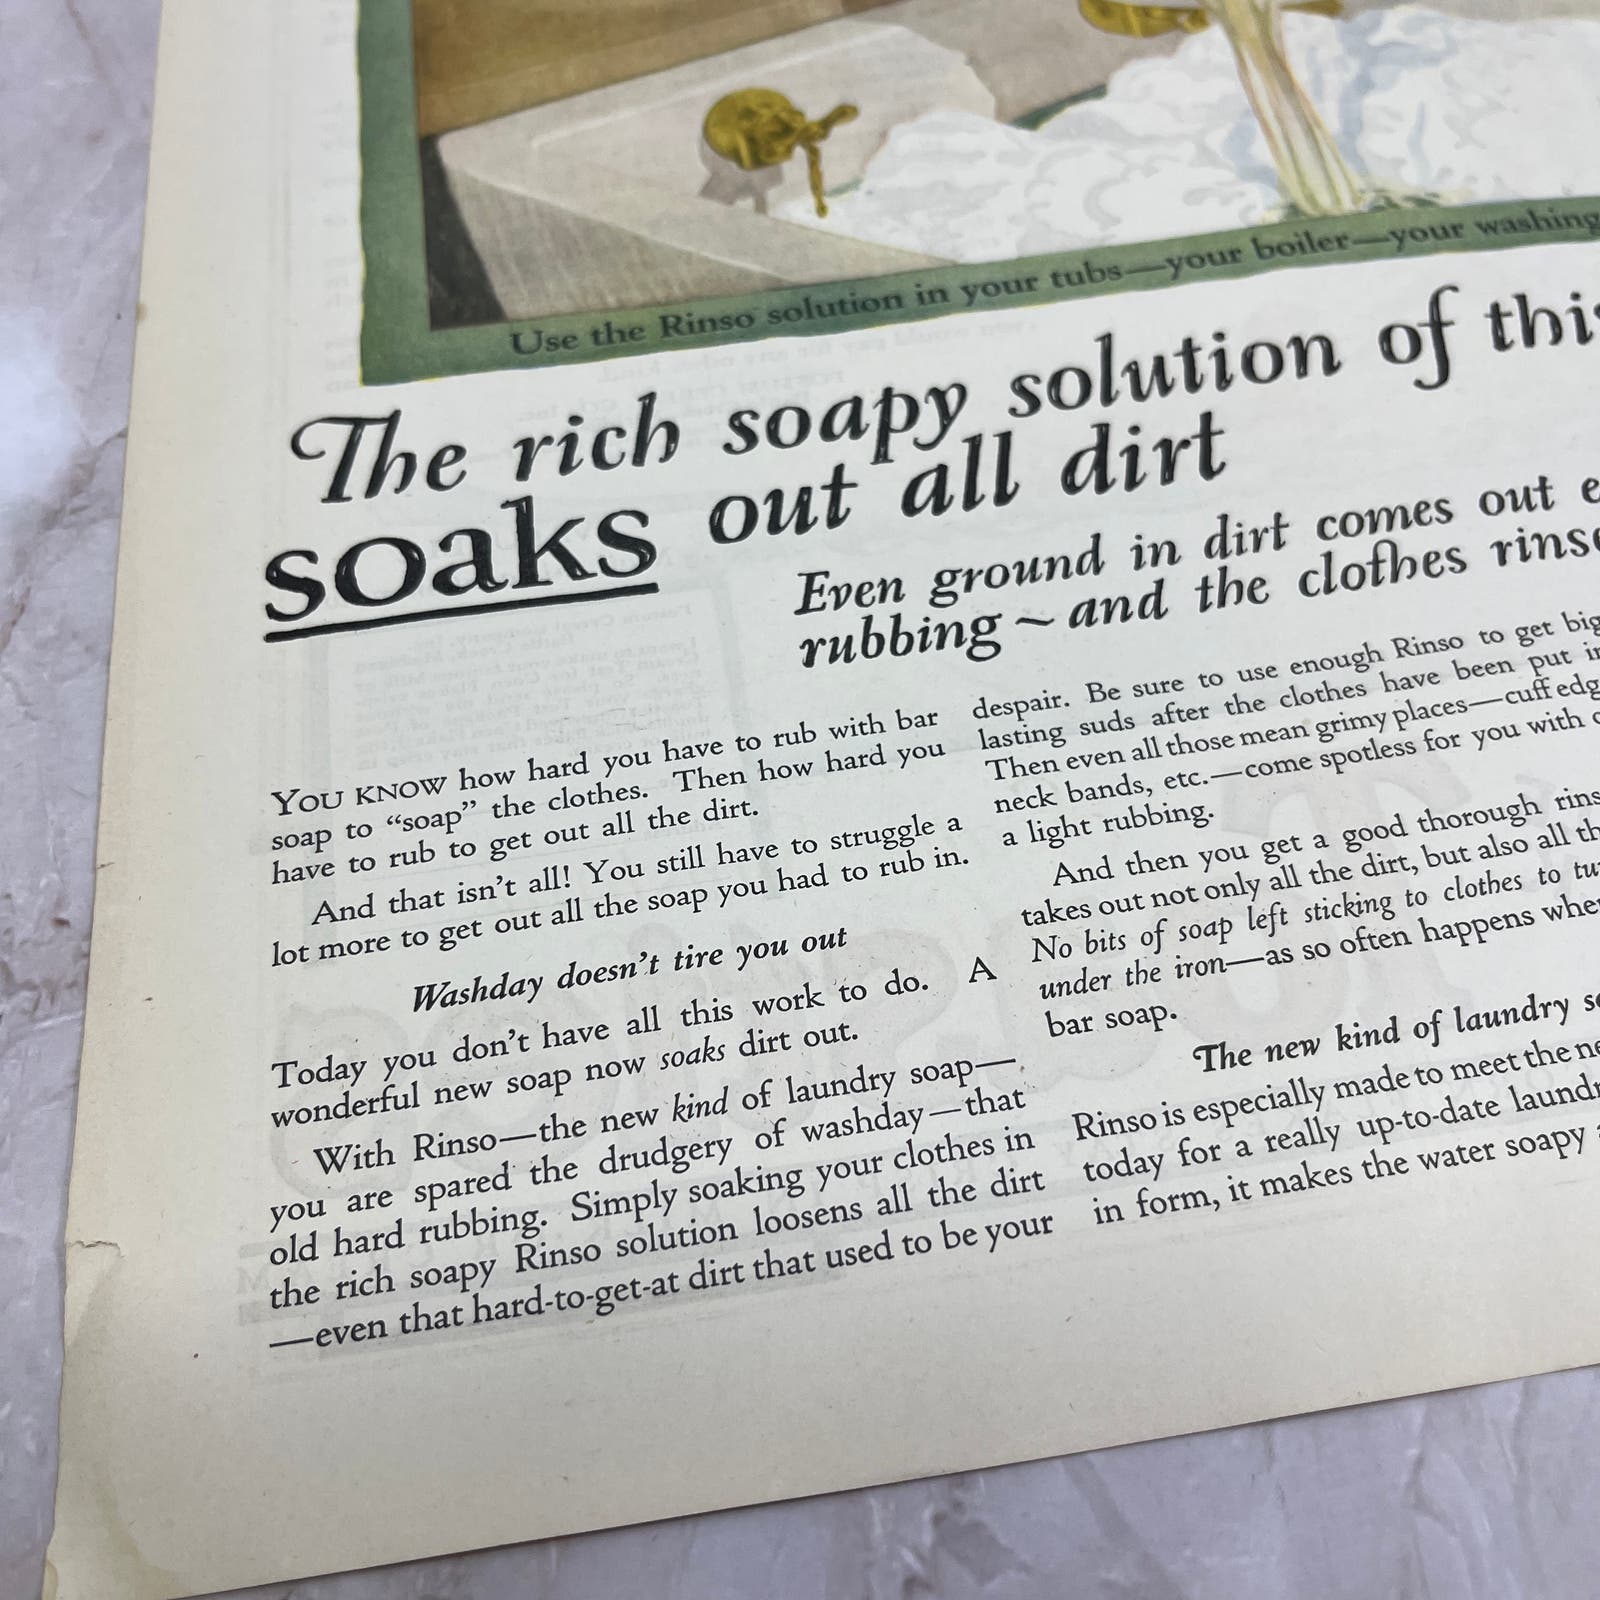 Use the Rinso solution in your tubs—your boiler—your washing
The rich soapy solution of this
soaks out all dirt
Even ground in dirt comes out
rubbing ~ and the clothes
YOU KNOW how hard you have to rub with bar
soap to “soap” the clothes. Then how hard you
have to rub to get out all the dirt.
And that isn't all! You still have to struggle a
lot more to get out all the soap you had to rub in.
Washday doesn't tire you out
Today you don't have all this work to do. A
wonderful new soap now soaks dirt out.
With Rinso—the new kind of laundry soap—
you are spared the drudgery of washday—that
old hard rubbing. Simply soaking your clothes in
the rich soapy Rinso solution loosens all the dirt
—even that hard-to-get-at dirt that used to be your
despair. Be sure to use enough Rinso to get big
lasting suds after the clothes have been put
Then even all those mean grimy places—cuff
neck bands, etc.—come spotless for you with
a light rubbing.
And then you get a good thorough
takes out not only all the dirt, but also all
No bits of soap left sticking to clothes to
under the iron—as so often happens
bar soap.
The new kind of laundry
Rinso is especially made to meet the
today for a really up-to-date
in form, it makes the water soapy